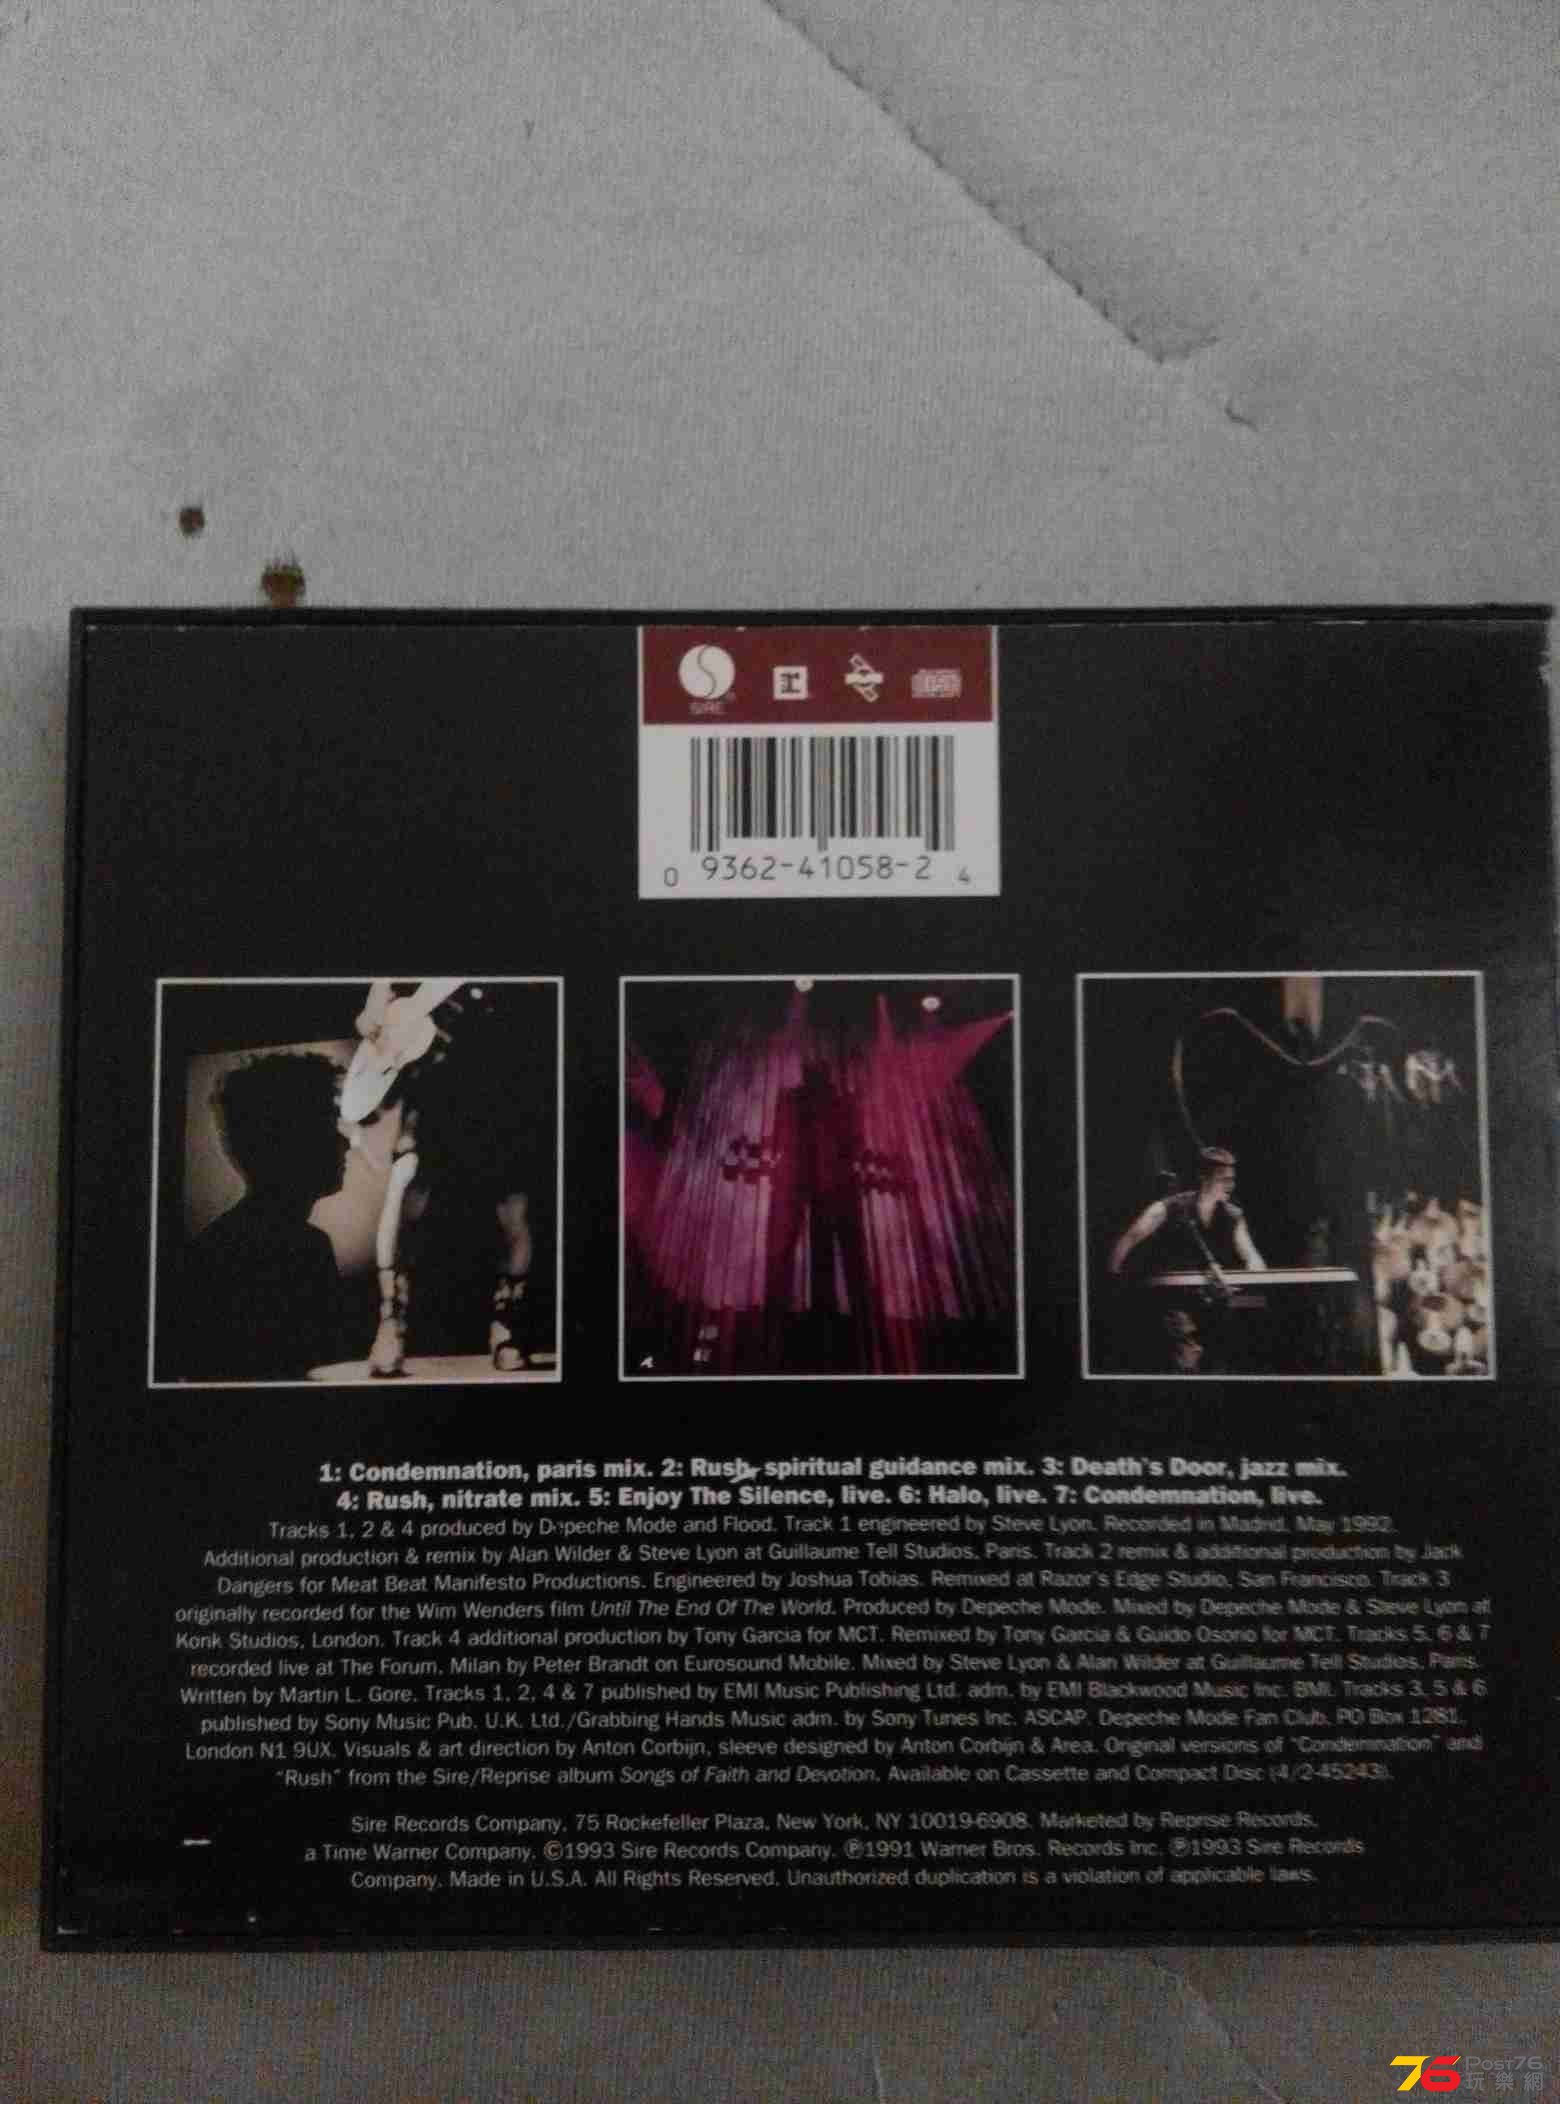 SIRE
0 9362-41058-2 4
1: Condemnation, paris mix. 2: Rush, spiritual guidance mix. 3: Death's Door, jazz mix.
4: Rush, nitrate mix. 5: Enjoy The Silence, live. 6: Halo, live. 7: Condemnation, live.
Tracks 1, 2 & 4 produced by Depeche Mode and Flood. Track 1 engineered by Steve Lyon. Recorded in Madrid, May 1992.
Additional production & remix by Alan Wilder & Steve Lyon at Guillaume Tell Studios, Paris. Track 2 remix & additional production by Jack
Dangers for Meat Beat Manifesto Productions. Engineered by Joshua Tobias. Remixed at Razor's Edge Studio, San Francisco. Track 3
originally recorded for the Wim Wenders film Until The End Of The World. Produced by Depeche Mode. Mixed by Depeche Mode & Steve Lyon at
Konk Studios, London. Track 4 additional production by Tony Garcia for MCT. Remixed by Tony Garcia & Guido Osorio for MCT. Tracks 5, 6 & 7
recorded live at The Forum, Milan by Peter Brandt on Eurosound Mobile. Mixed by Steve Lyon & Alan Wilder at Guillaume Tell Studios, Paris.
Written by Martin L. Gore. Tracks 1, 2, 4 & 7 published by EMI Music Publishing Ltd. adm. by EMI Blackwood Music Inc. BMI. Tracks 3, 5 & 6
published by Sony Music Pub. U.K. Ltd./Grabbing Hands Music adm. by Sony Tunes Inc. ASCAP. Depeche Mode Fan Club, PO Box 1281,
London N1 9UX. Visuals & art direction by Anton Corbijn, sleeve designed by Anton Corbijn & Area. Original versions of "Condemnation" and
"Rush" from the Sire/Reprise album Songs of Faith and Devotion. Available on Cassette and Compact Disc (4/2-45243).
Sire Records Company, 75 Rockefeller Plaza, New York, NY 10019-6908. Marketed by Reprise Records,
a Time Warner Company. ©1993 Sire Records Company. ℗1991 Warner Bros. Records Inc. ℗1993 Sire Records
Company. Made in U.S.A. All Rights Reserved. Unauthorized duplication is a violation of applicable laws.
76 Post76
玩樂網